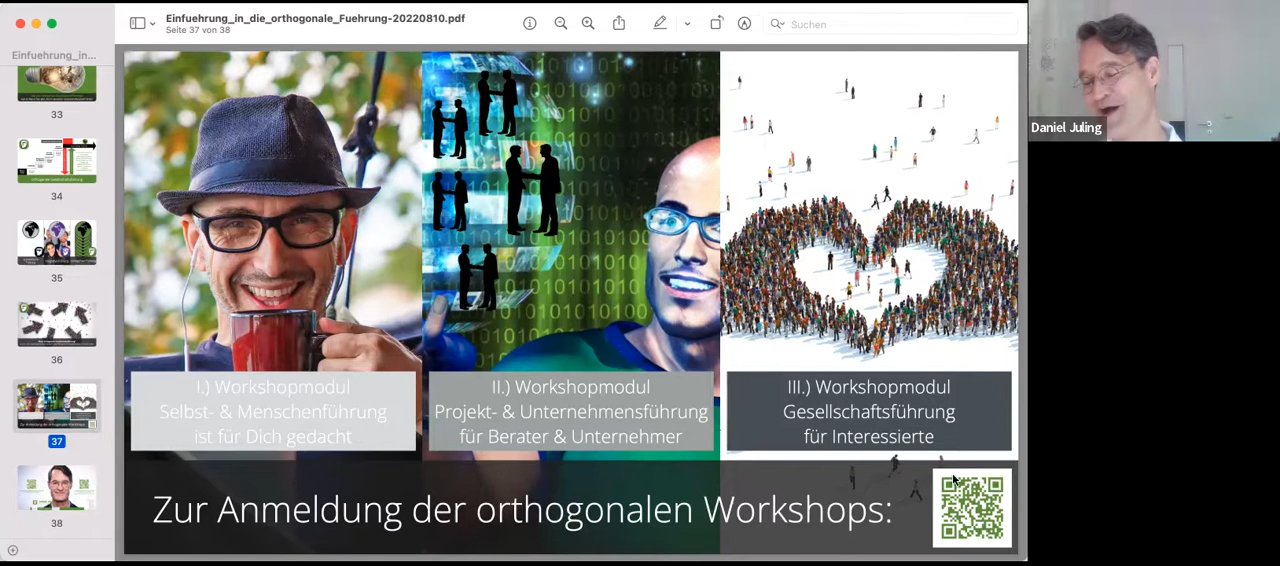 Einfuehrung_in_die_orthogonale_Fuehrung-20220810.pdf
Seite 37 von 38
Suchen
Einfuehrung_in...
33
34
35
36
37
38
I.) Workshopmodul
Selbst- & Menschenführung
ist für Dich gedacht
II.) Workshopmodul
Projekt- & Unternehmensführung
für Berater & Unternehmer
III.) Workshopmodul
Gesellschaftsführung
für Interessierte
Zur Anmeldung der orthogonalen Workshops:
Daniel Juling